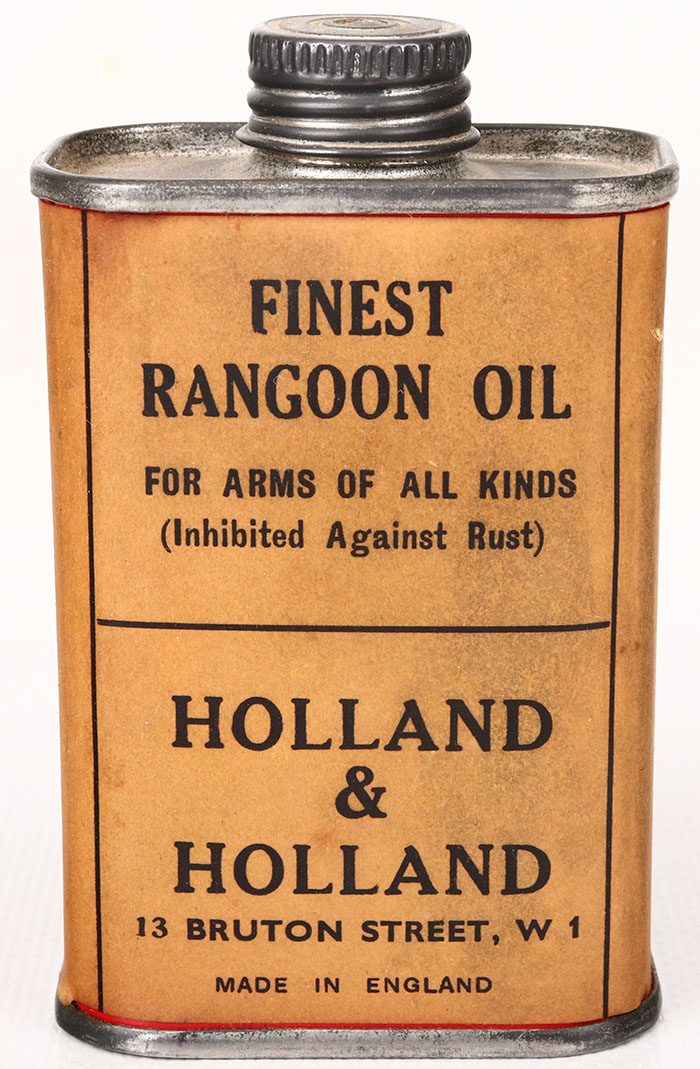 FINEST
RANGOON OIL
FOR ARMS OF ALL KINDS
(Inhibited Against Rust)
HOLLAND
&
HOLLAND
13 BRUTON STREET, W 1
MADE IN ENGLAND